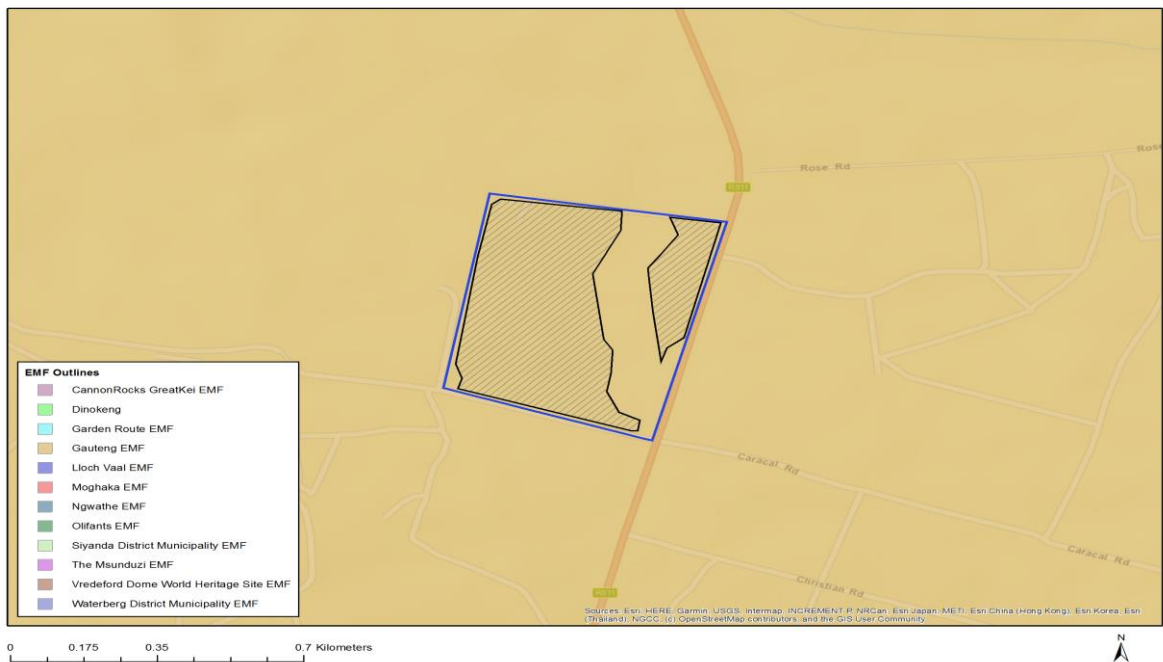 Rose Rd
Rose
R511
Caracal Rd
Caracal Rd
Christian Rd
R511
EMF Outlines
CannonRocks GreatKei EMF
Dinokeng
Garden Route EMF
Gauteng EMF
Lloch Vaal EMF
Moghaka EMF
Ngwathe EMF
Olifants EMF
Siyanda District Municipality EMF
The Msunduzi EMF
Vredeford Dome World Heritage Site EMF
Waterberg District Municipality EMF
Sources: Esri, HERE, Garmin, USGS, Intermap, INCREMENT P, NRCan, Esri Japan, METI, Esri China (Hong Kong), Esri Korea, Esri
(Thailand), NGCC, (c) OpenStreetMap contributors, and the GIS User Community
0 0.175 0.35 0.7 Kilometers
N